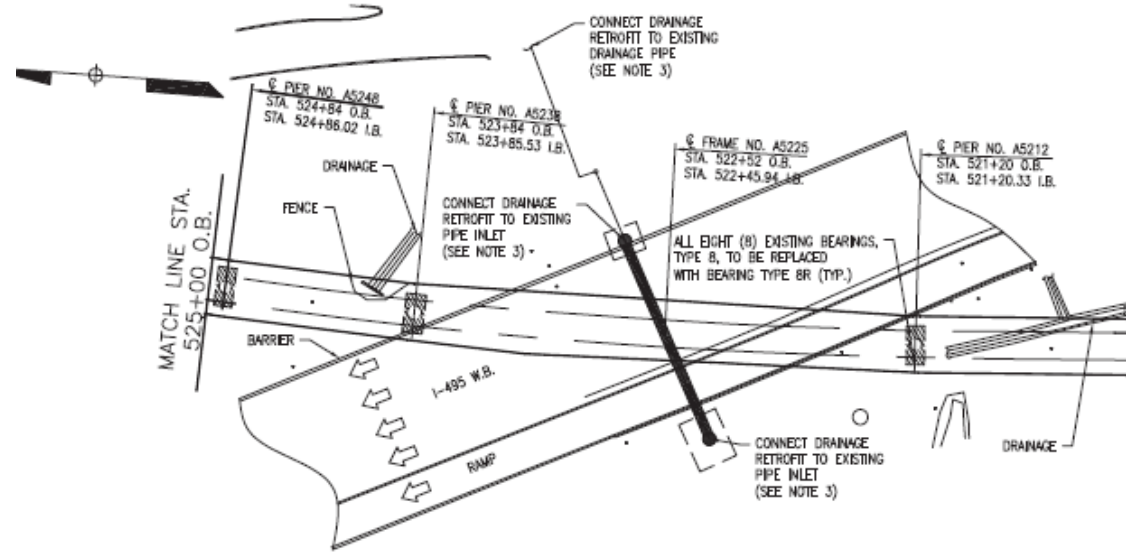 CONNECT DRAINAGE
RETROFIT TO EXISTING
DRAINAGE PIPE
(SEE NOTE 3)
℄ PIER NO. A5248
STA. 524+84 O.B.
STA. 524+86.02 I.B.
℄ PIER NO. A5238
STA. 523+84 O.B.
STA. 523+85.53 I.B.
℄ FRAME NO. A5225
STA. 522+52 O.B.
STA. 522+45.94 I.B.
℄ PIER NO. A5212
STA. 521+20 O.B.
STA. 521+20.33 I.B.
DRAINAGE
FENCE
CONNECT DRAINAGE
RETROFIT TO EXISTING
PIPE INLET
(SEE NOTE 3)
ALL EIGHT (8) EXISTING BEARINGS,
TYPE 8, TO BE REPLACED
WITH BEARING TYPE 8R (TYP.)
MATCH LINE STA.
525+00 O.B.
BARRIER
I-495 W.B.
RAMP
CONNECT DRAINAGE
RETROFIT TO EXISTING
PIPE INLET
(SEE NOTE 3)
DRAINAGE